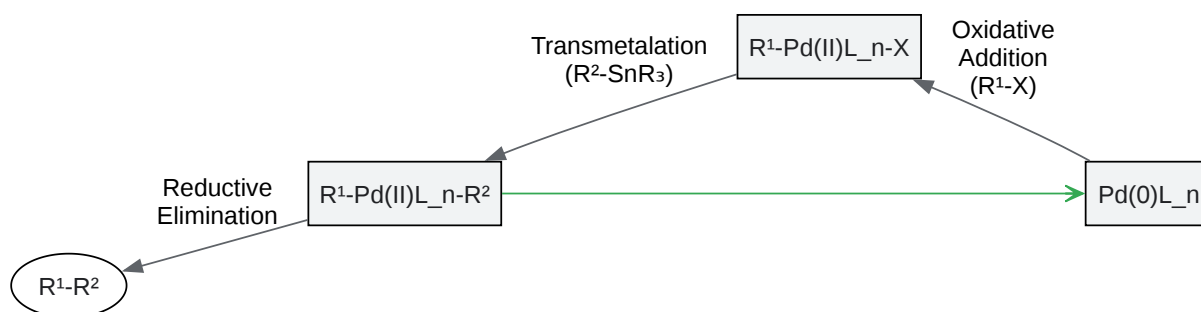 R¹-Pd(II)L_n-X
Oxidative
Addition
(R¹-X)
Transmetalation
(R²-SnR₃)
R¹-Pd(II)L_n-R²
Pd(0)L_n
Reductive
Elimination
R¹-R²